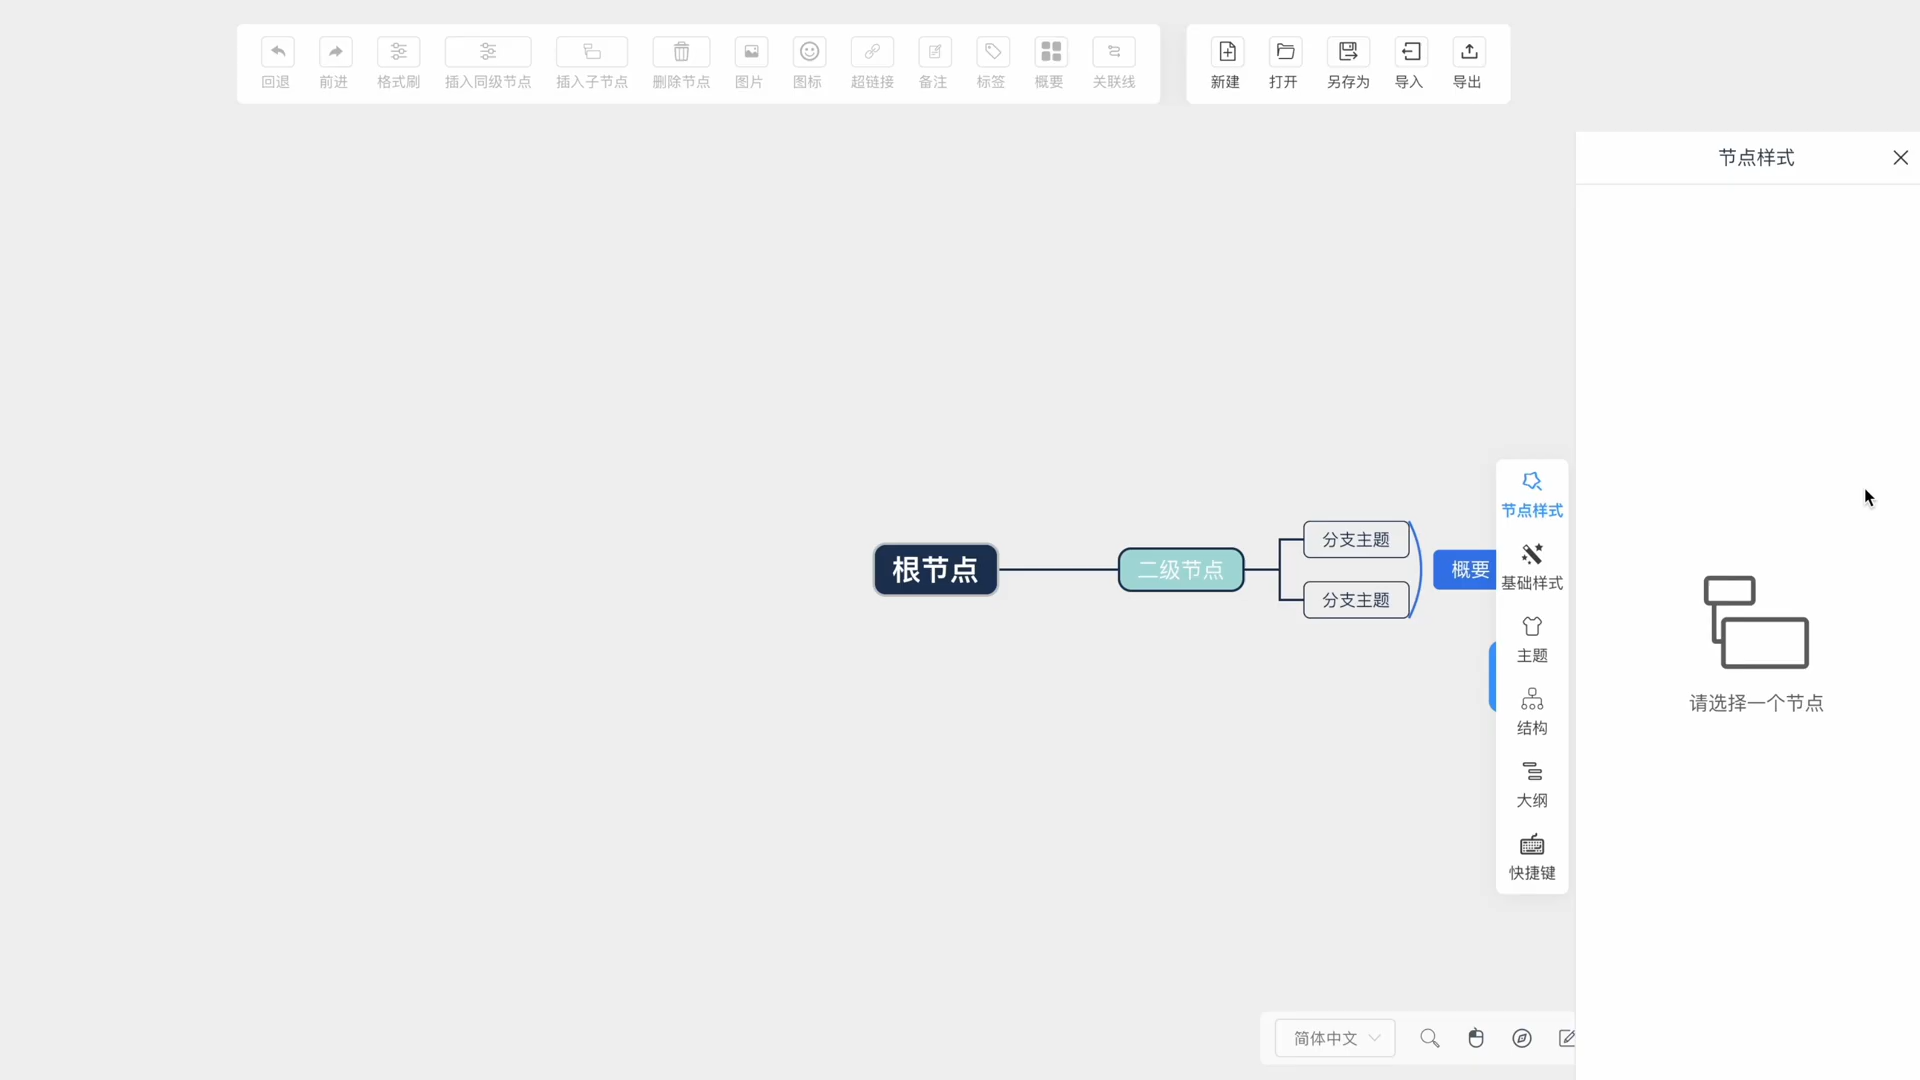 回退
前进
格式刷
插入同级节点
插入子节点
删除节点
图片
图标
超链接
备注
标签
概要
关联线
新建
打开
另存为
导入
导出
节点样式
根节点
二级节点
分支主题
分支主题
概要
节点样式
基础样式
主题
结构
大纲
快捷键
请选择一个节点
简体中文